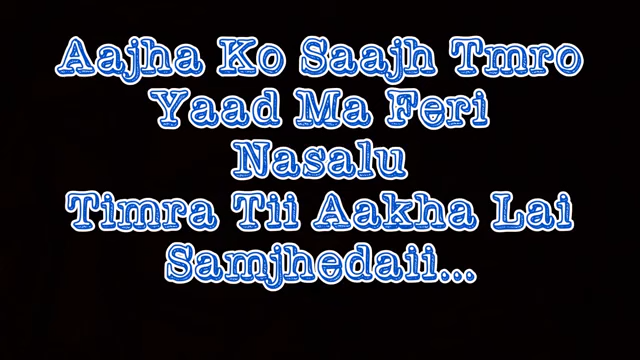 Aajha Ko Saajh Tmro
Yaad Ma Feri
Nasalu
Timra Tii Aakha Lai
Samjhedaii...